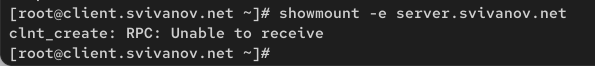 [root@client.svivanov.net ~]# showmount -e server.svivanov.net
clnt_create: RPC: Unable to receive
[root@client.svivanov.net ~]#